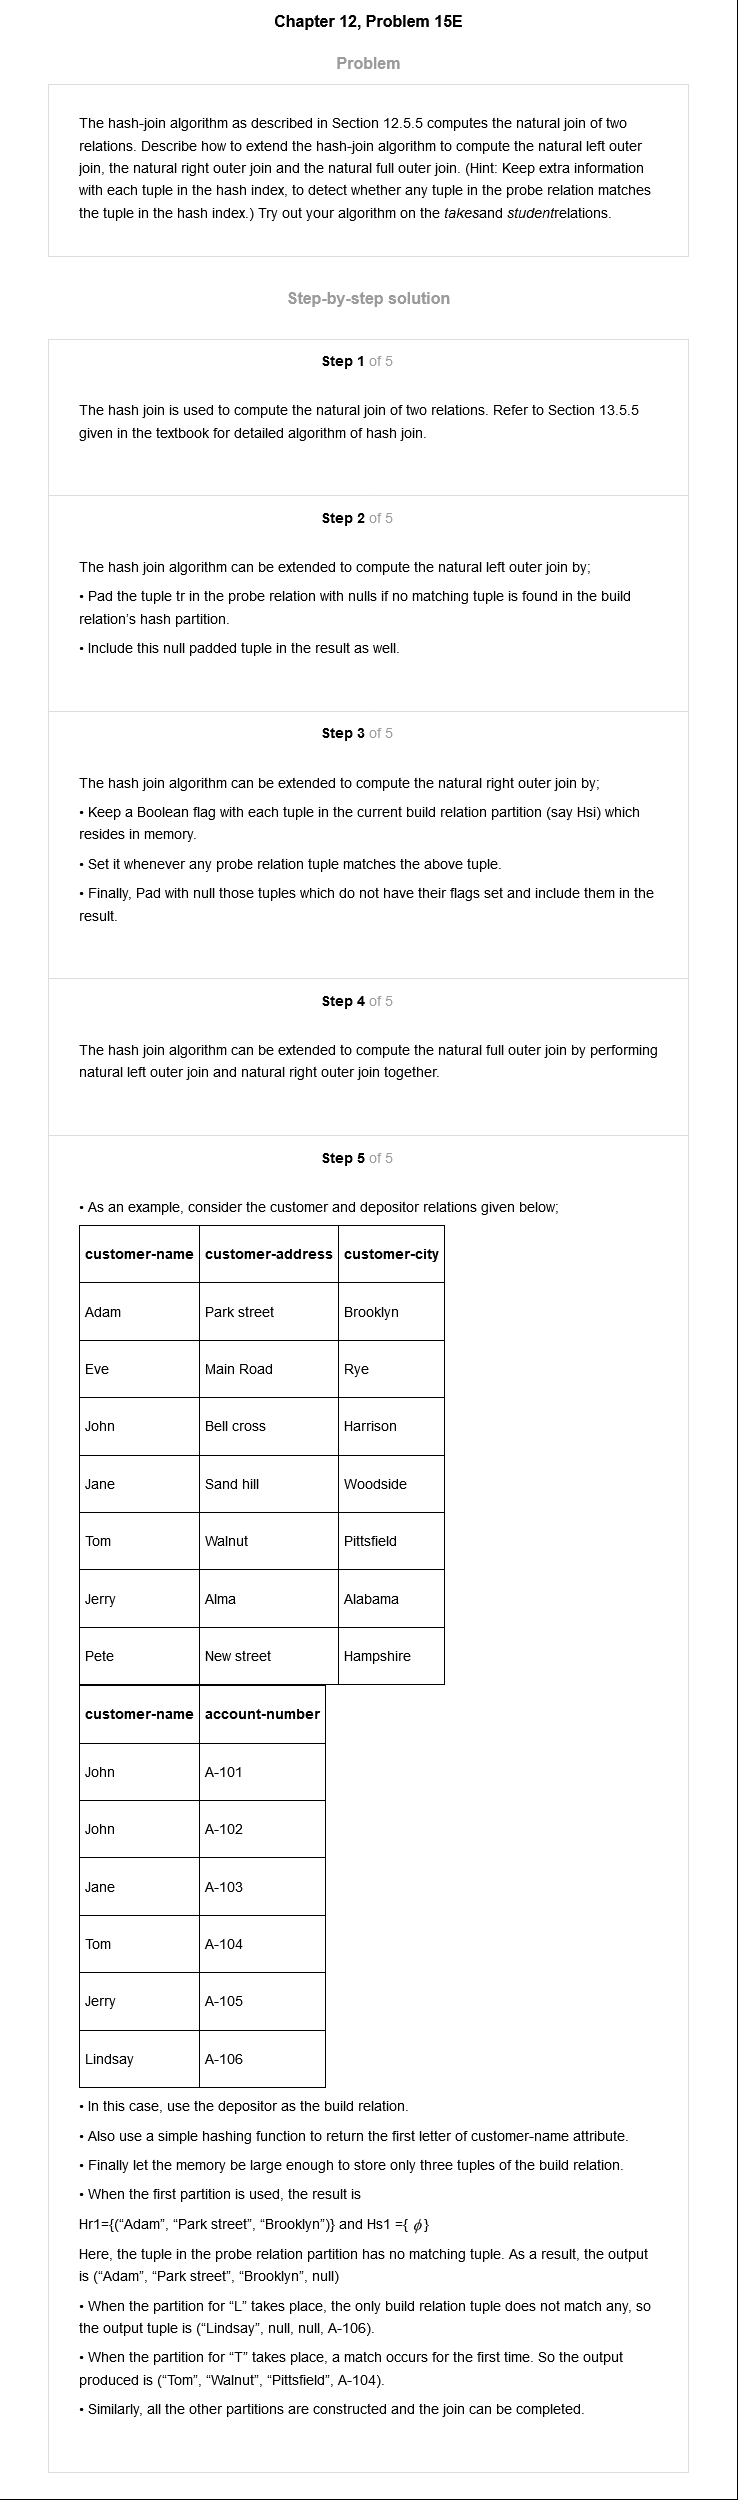 Chapter 12, Problem 15E
Problem
The hash-join algorithm as described in Section 12.5.5 computes the natural join of two
relations. Describe how to extend the hash-join algorithm to compute the natural left outer
join, the natural right outer join and the natural full outer join. (Hint: Keep extra information
with each tuple in the hash index, to detect whether any tuple in the probe relation matches
the tuple in the hash index.) Try out your algorithm on the takesand studentrelations.
Step-by-step solution
Step 1 of 5
The hash join is used to compute the natural join of two relations. Refer to Section 13.5.5
given in the textbook for detailed algorithm of hash join.
Step 2 of 5
The hash join algorithm can be extended to compute the natural left outer join by;
• Pad the tuple tr in the probe relation with nulls if no matching tuple is found in the build
relation’s hash partition.
• Include this null padded tuple in the result as well.
Step 3 of 5
The hash join algorithm can be extended to compute the natural right outer join by;
• Keep a Boolean flag with each tuple in the current build relation partition (say Hsi) which
resides in memory.
• Set it whenever any probe relation tuple matches the above tuple.
• Finally, Pad with null those tuples which do not have their flags set and include them in the
result.
Step 4 of 5
The hash join algorithm can be extended to compute the natural full outer join by performing
natural left outer join and natural right outer join together.
Step 5 of 5
• As an example, consider the customer and depositor relations given below;
customer-name customer-address customer-city
Adam Park street Brooklyn
Eve Main Road Rye
John Bell cross Harrison
Jane Sand hill Woodside
Tom Walnut Pittsfield
Jerry Alma Alabama
Pete New street Hampshire
customer-name account-number
John A-101
John A-102
Jane A-103
Tom A-104
Jerry A-105
Lindsay A-106
• In this case, use the depositor as the build relation.
• Also use a simple hashing function to return the first letter of customer-name attribute.
• Finally let the memory be large enough to store only three tuples of the build relation.
• When the first partition is used, the result is
Hr1={(“Adam”, “Park street”, “Brooklyn”)} and Hs1 ={ ϕ}
Here, the tuple in the probe relation partition has no matching tuple. As a result, the output
is (“Adam”, “Park street”, “Brooklyn”, null)
• When the partition for “L” takes place, the only build relation tuple does not match any, so
the output tuple is (“Lindsay”, null, null, A-106).
• When the partition for “T” takes place, a match occurs for the first time. So the output
produced is (“Tom”, “Walnut”, “Pittsfield”, A-104).
• Similarly, all the other partitions are constructed and the join can be completed.